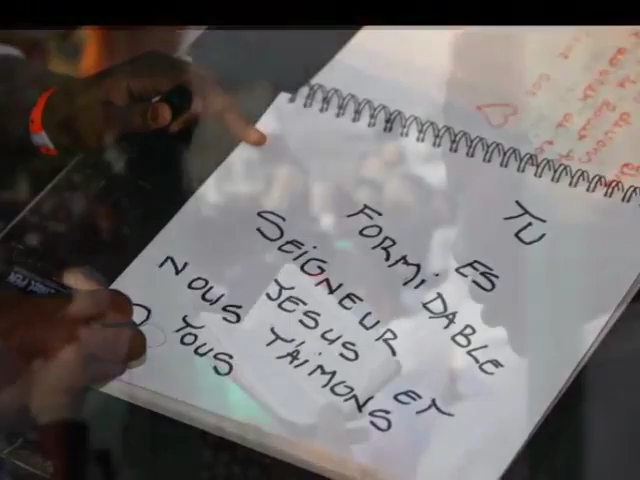 TU
ES
FORMIDABLE
SEIGNEUR
JESUS ET
NOUS T'AIMONS
TOUS